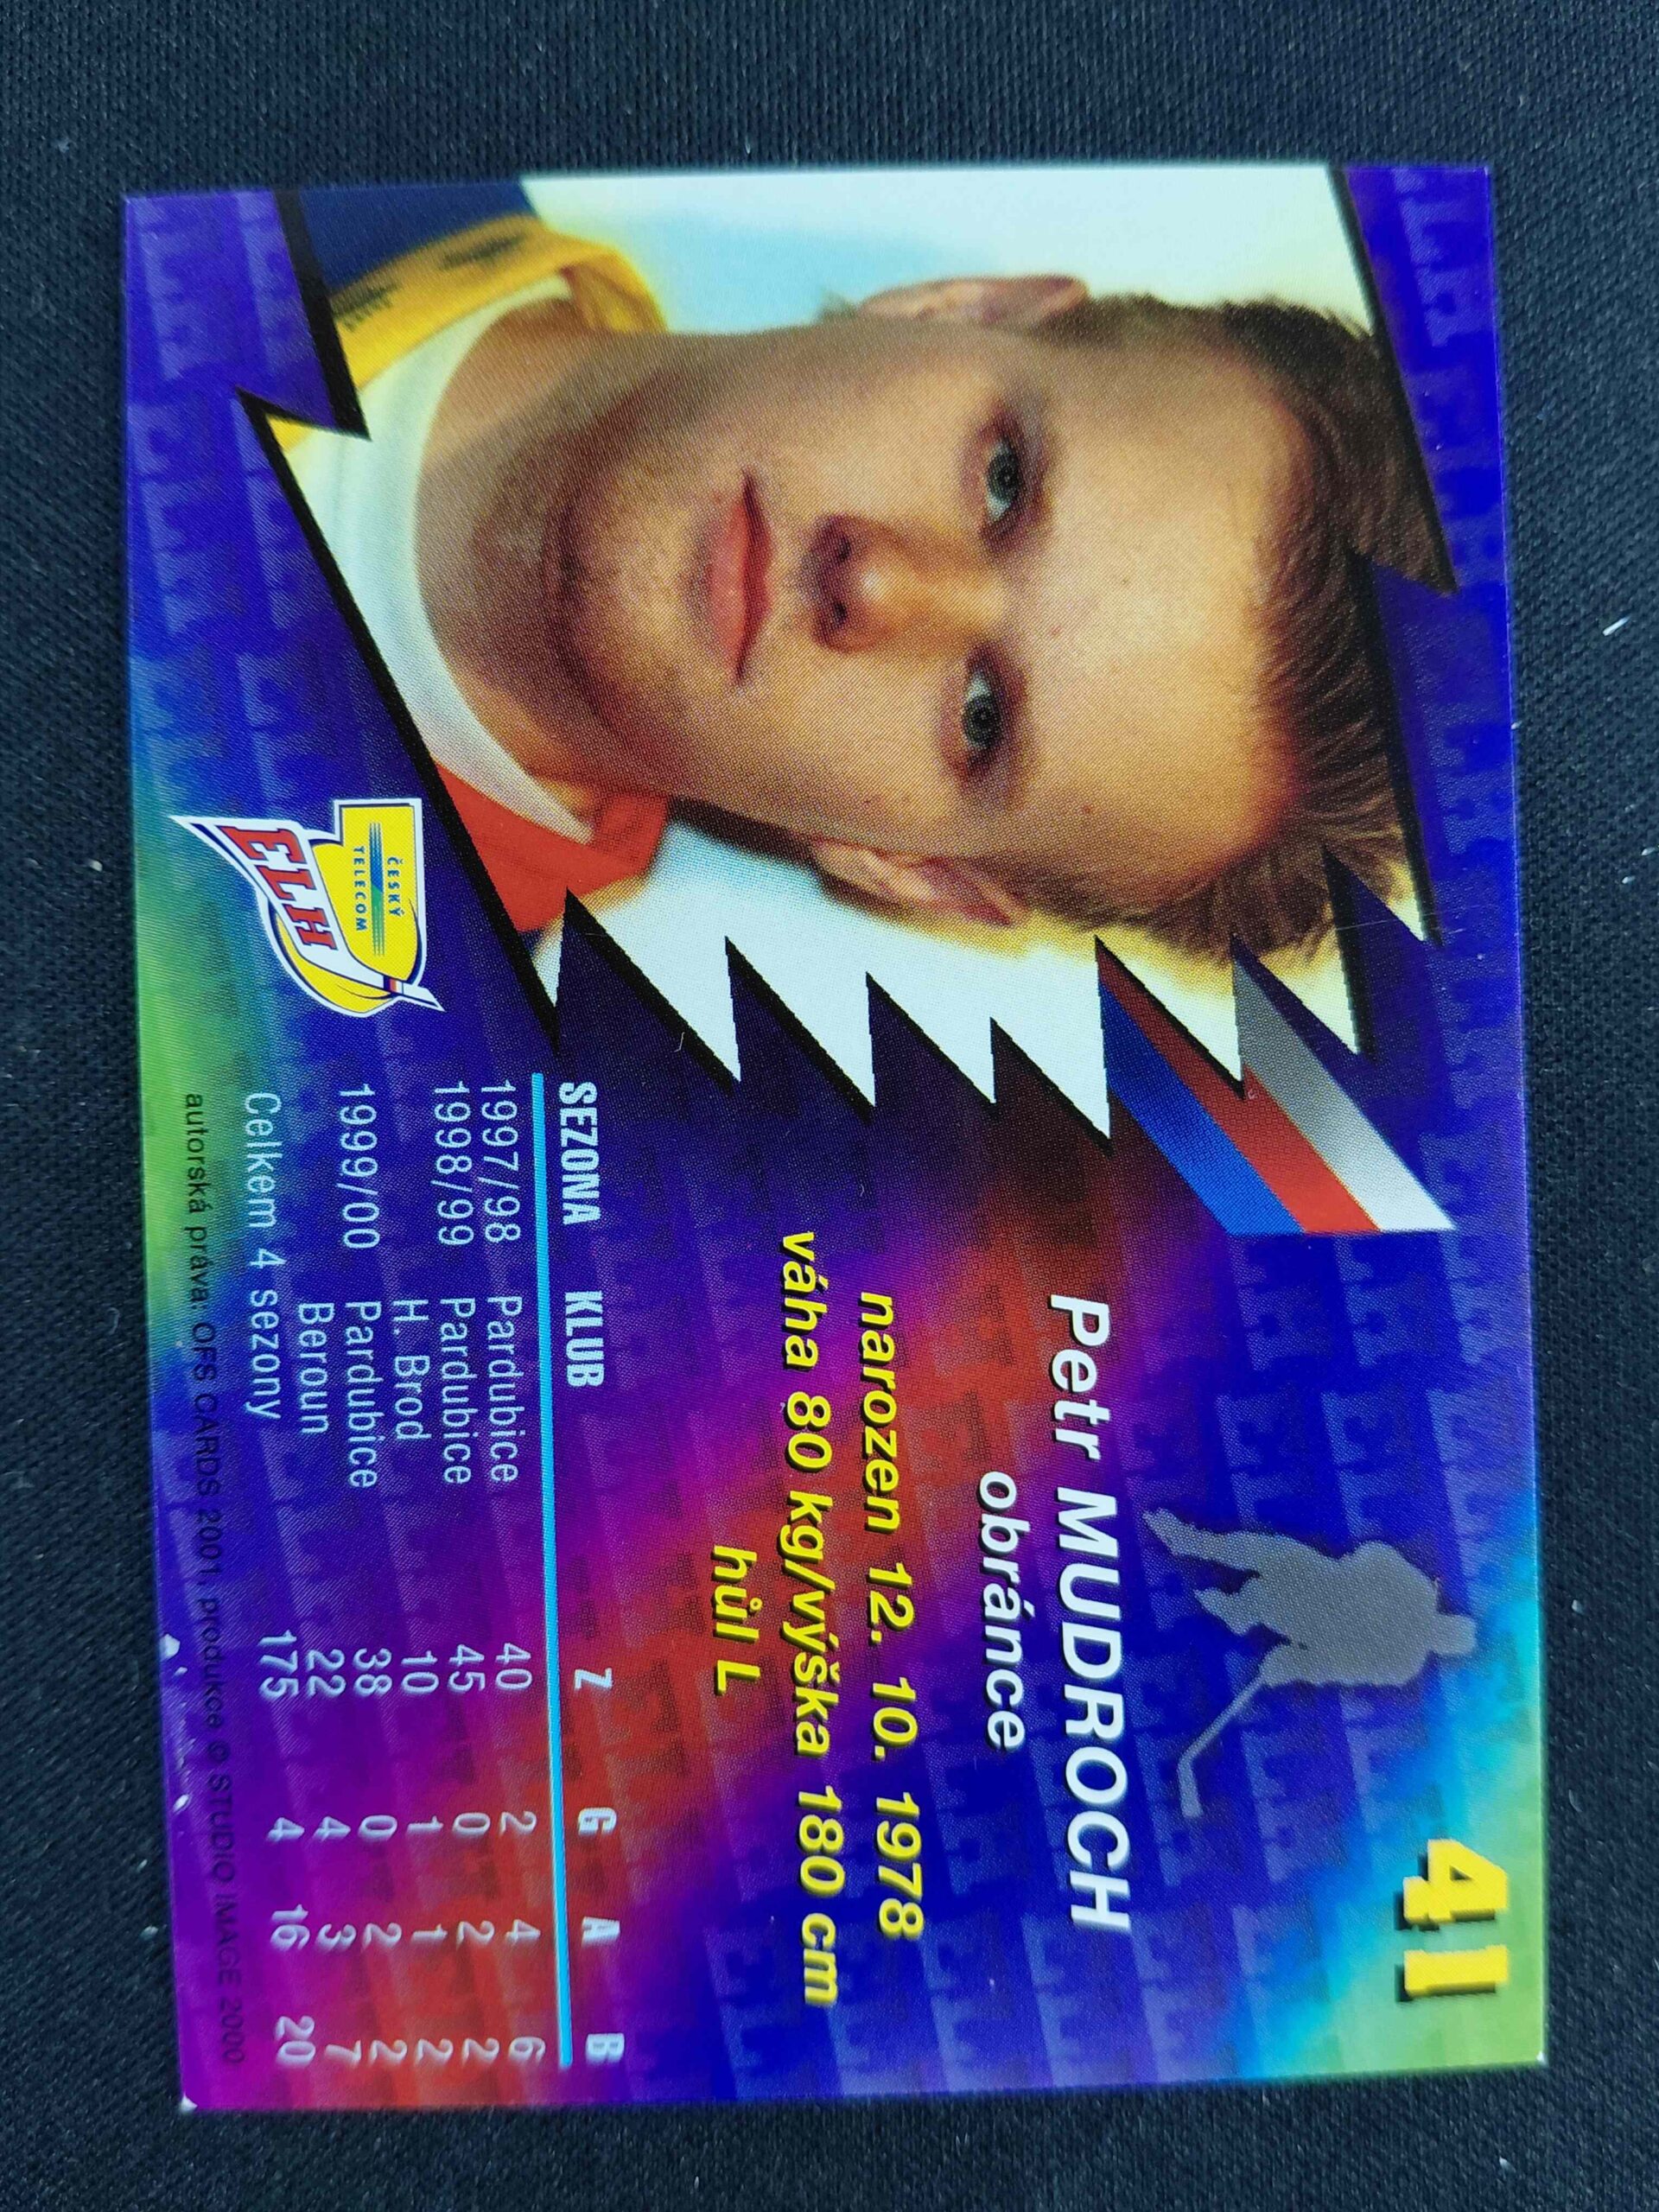 41
Petr MUDROCH
obránce
narozen 12. 10. 1978
váha 80 kg/výška 180 cm
hůl L
SEZONA KLUB Z G A B
1997/98 Pardubice 40 2 4 6
1998/99 Pardubice 45 0 2 2
H. Brod 10 1 1 2
1999/00 Pardubice 38 0 2 2
Beroun 22 4 3 7
Celkem 4 sezony 175 4 16 20
ČESKÝ
TELECOM
ELH
autorská práva: OFS CARDS 2001, produkce © STUDIO IMAGE 2000